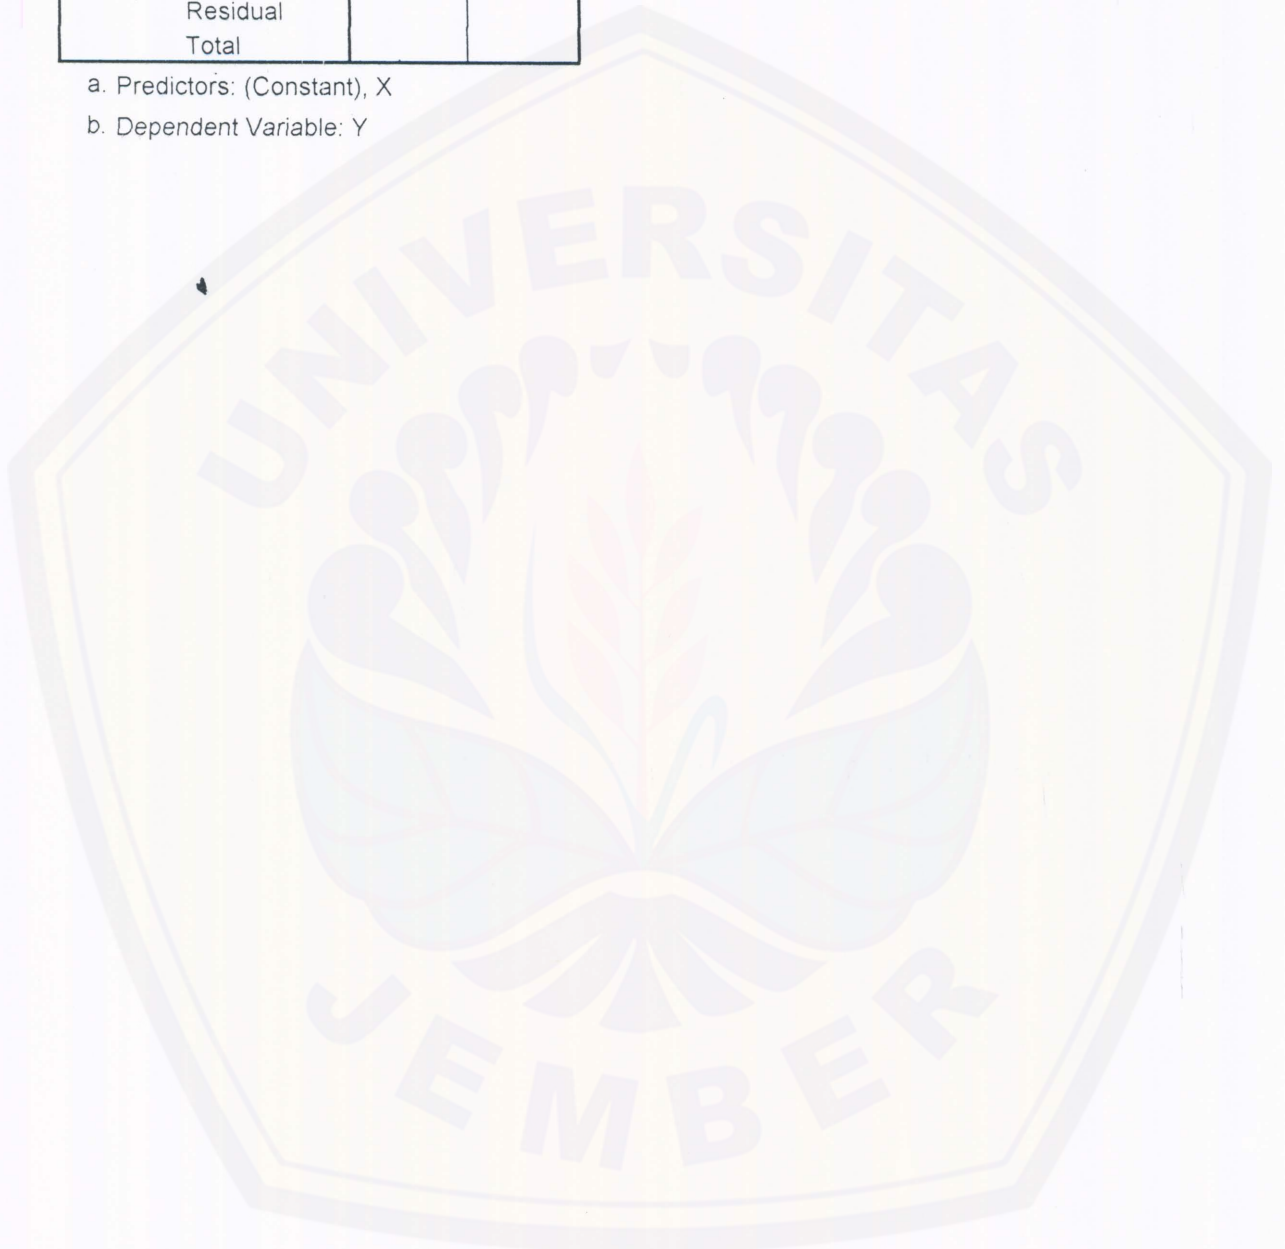 Residual
Total
a. Predictors: (Constant), X
b. Dependent Variable: Y
UNIVERSITAS
JEMBER